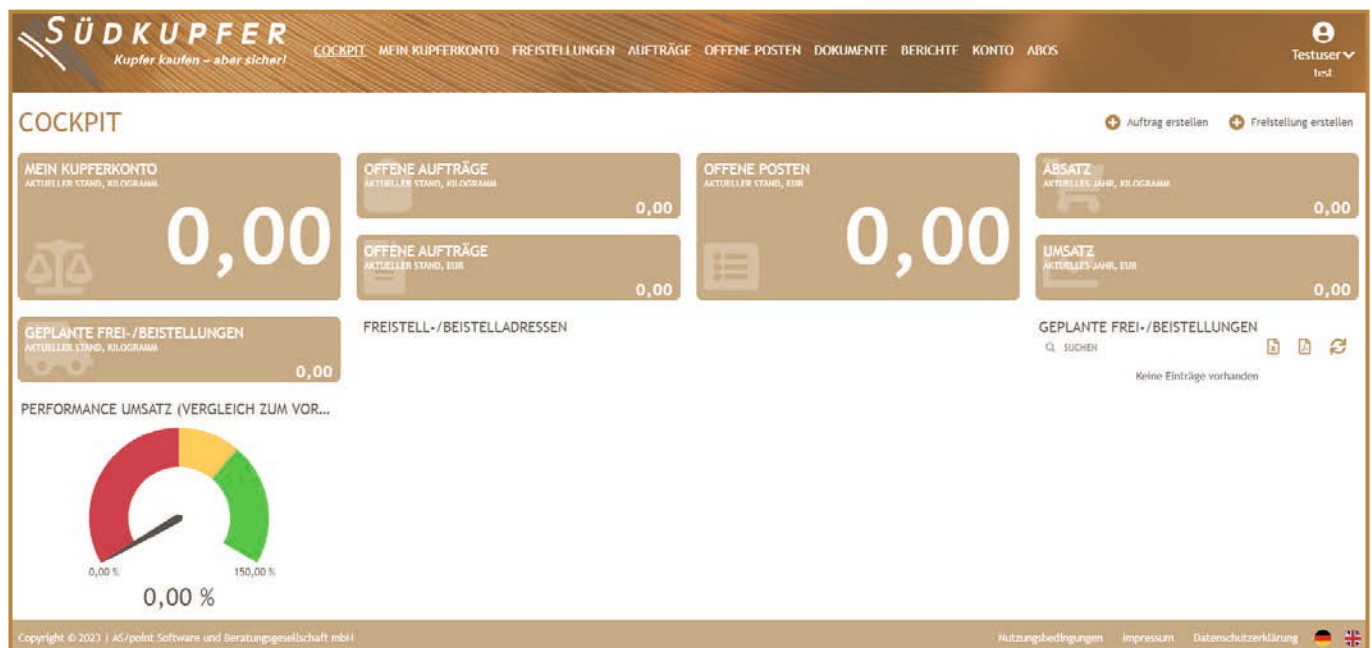 SÜDKUPFER
Kupfer kaufen – aber sicher!
COCKPIT MEIN KUPFERKONTO FREISTELLUNGEN AUFTRÄGE OFFENE POSTEN DOKUMENTE BERICHTE KONTO ABOS
Testuser
test
COCKPIT
Auftrag erstellen
Freistellung erstellen
MEIN KUPFERKONTO
AKTUELLER STAND, KILOGRAMM
0,00
OFFENE AUFTRÄGE
AKTUELLER STAND, KILOGRAMM
0,00
OFFENE AUFTRÄGE
AKTUELLER STAND, EUR
0,00
OFFENE POSTEN
AKTUELLER STAND, EUR
0,00
ABSATZ
AKTUELLES JAHR, KILOGRAMM
0,00
UMSATZ
AKTUELLES JAHR, EUR
0,00
GEPLANTE FREI-/BEISTELLUNGEN
AKTUELLER STAND, KILOGRAMM
0,00
FREISTELL-/BEISTELLADRESSEN
GEPLANTE FREI-/BEISTELLUNGEN
SUCHEN
Keine Einträge vorhanden
PERFORMANCE UMSATZ (VERGLEICH ZUM VOR...
0,00 %
150,00 %
0,00 %
Copyright © 2023 | AS/point Software und Beratungsgesellschaft mbH
Nutzungsbedingungen Impressum Datenschutzerklärung